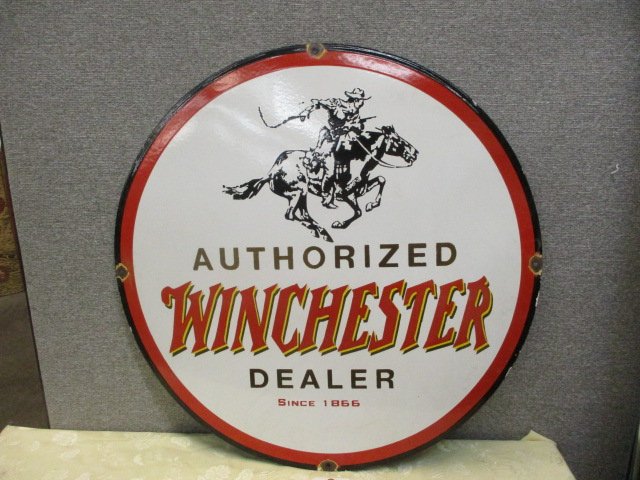 AUTHORIZED
WINCHESTER
DEALER
SINCE 1866